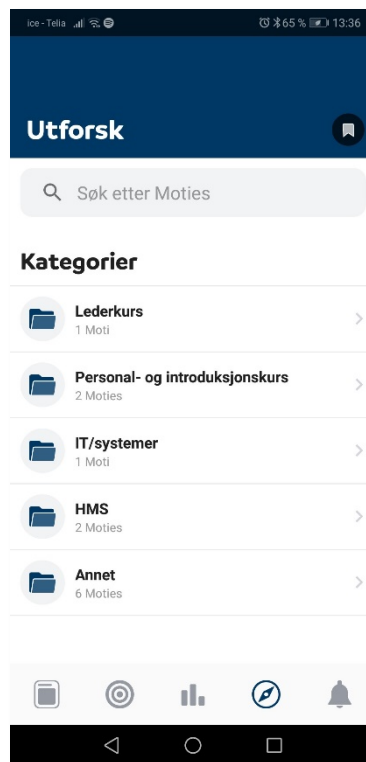 ice - Telia 65 % 13:36
Utforsk
Søk etter Moties
Kategorier
Lederkurs
1 Moti
Personal- og introduksjonskurs
2 Moties
IT/systemer
1 Moti
HMS
2 Moties
Annet
6 Moties